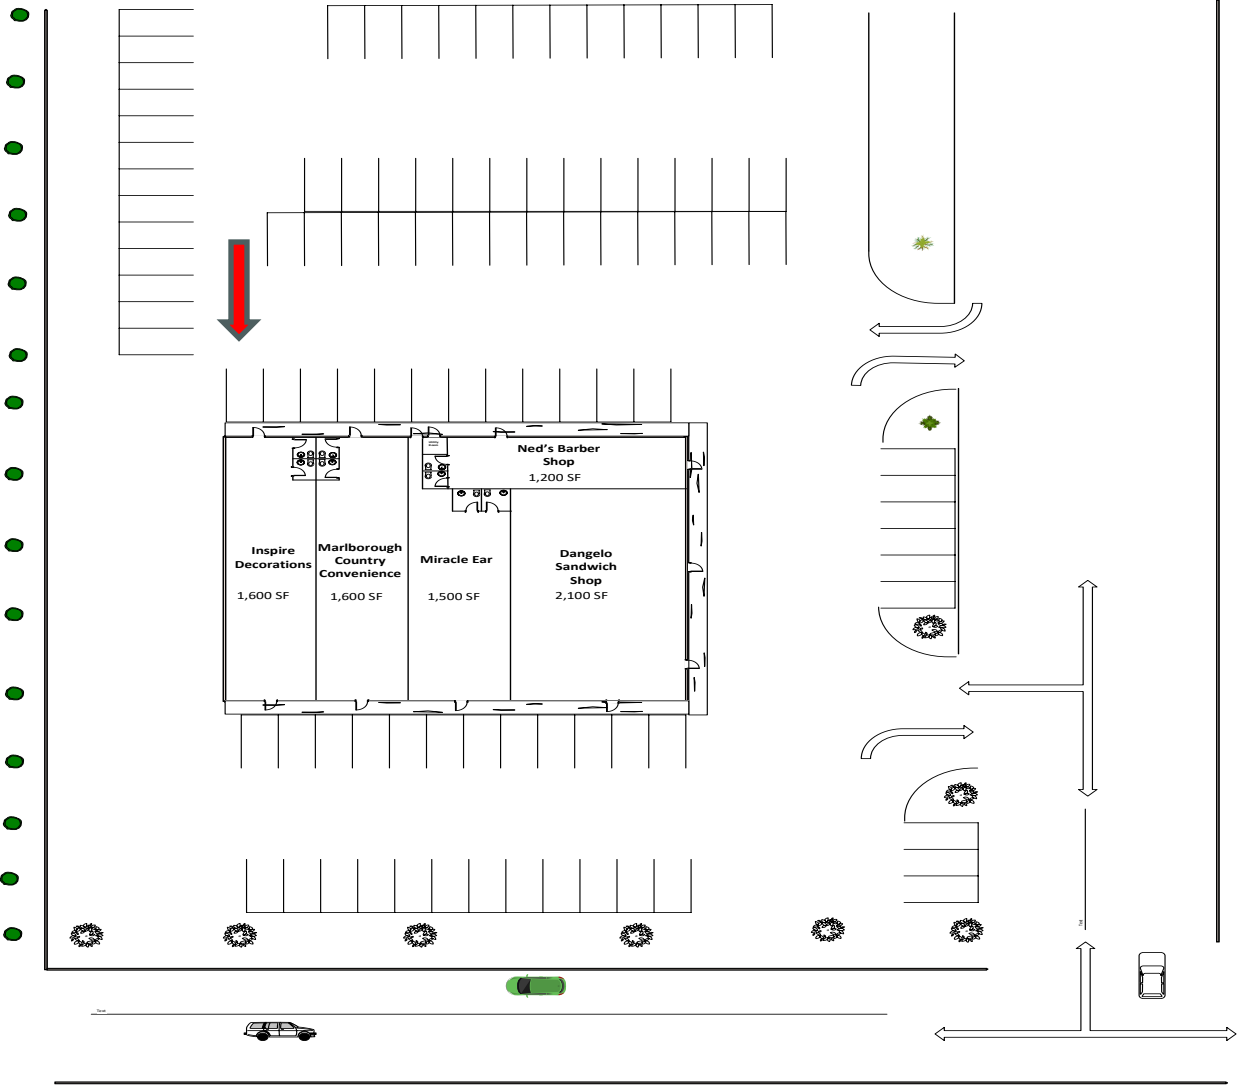 Ned's Barber
Shop
1,200 SF
Inspire
Decorations
1,600 SF
Marlborough
Country
Convenience
1,600 SF
Miracle Ear
1,500 SF
Dangelo
Sandwich
Shop
2,100 SF